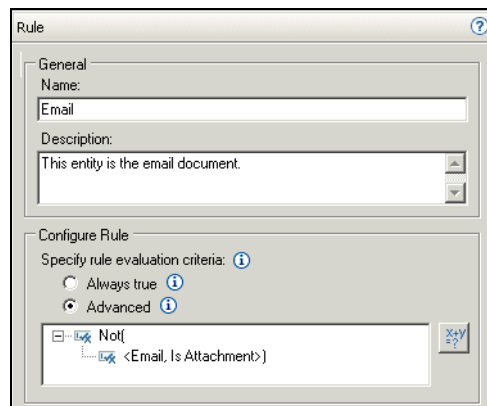 Rule
?
General
Name:
Email
Description:
This entity is the email document.
Configure Rule
Specify rule evaluation criteria: i
Always true i
Advanced i
Not(
<Email, Is Attachment>)
x+y
=?